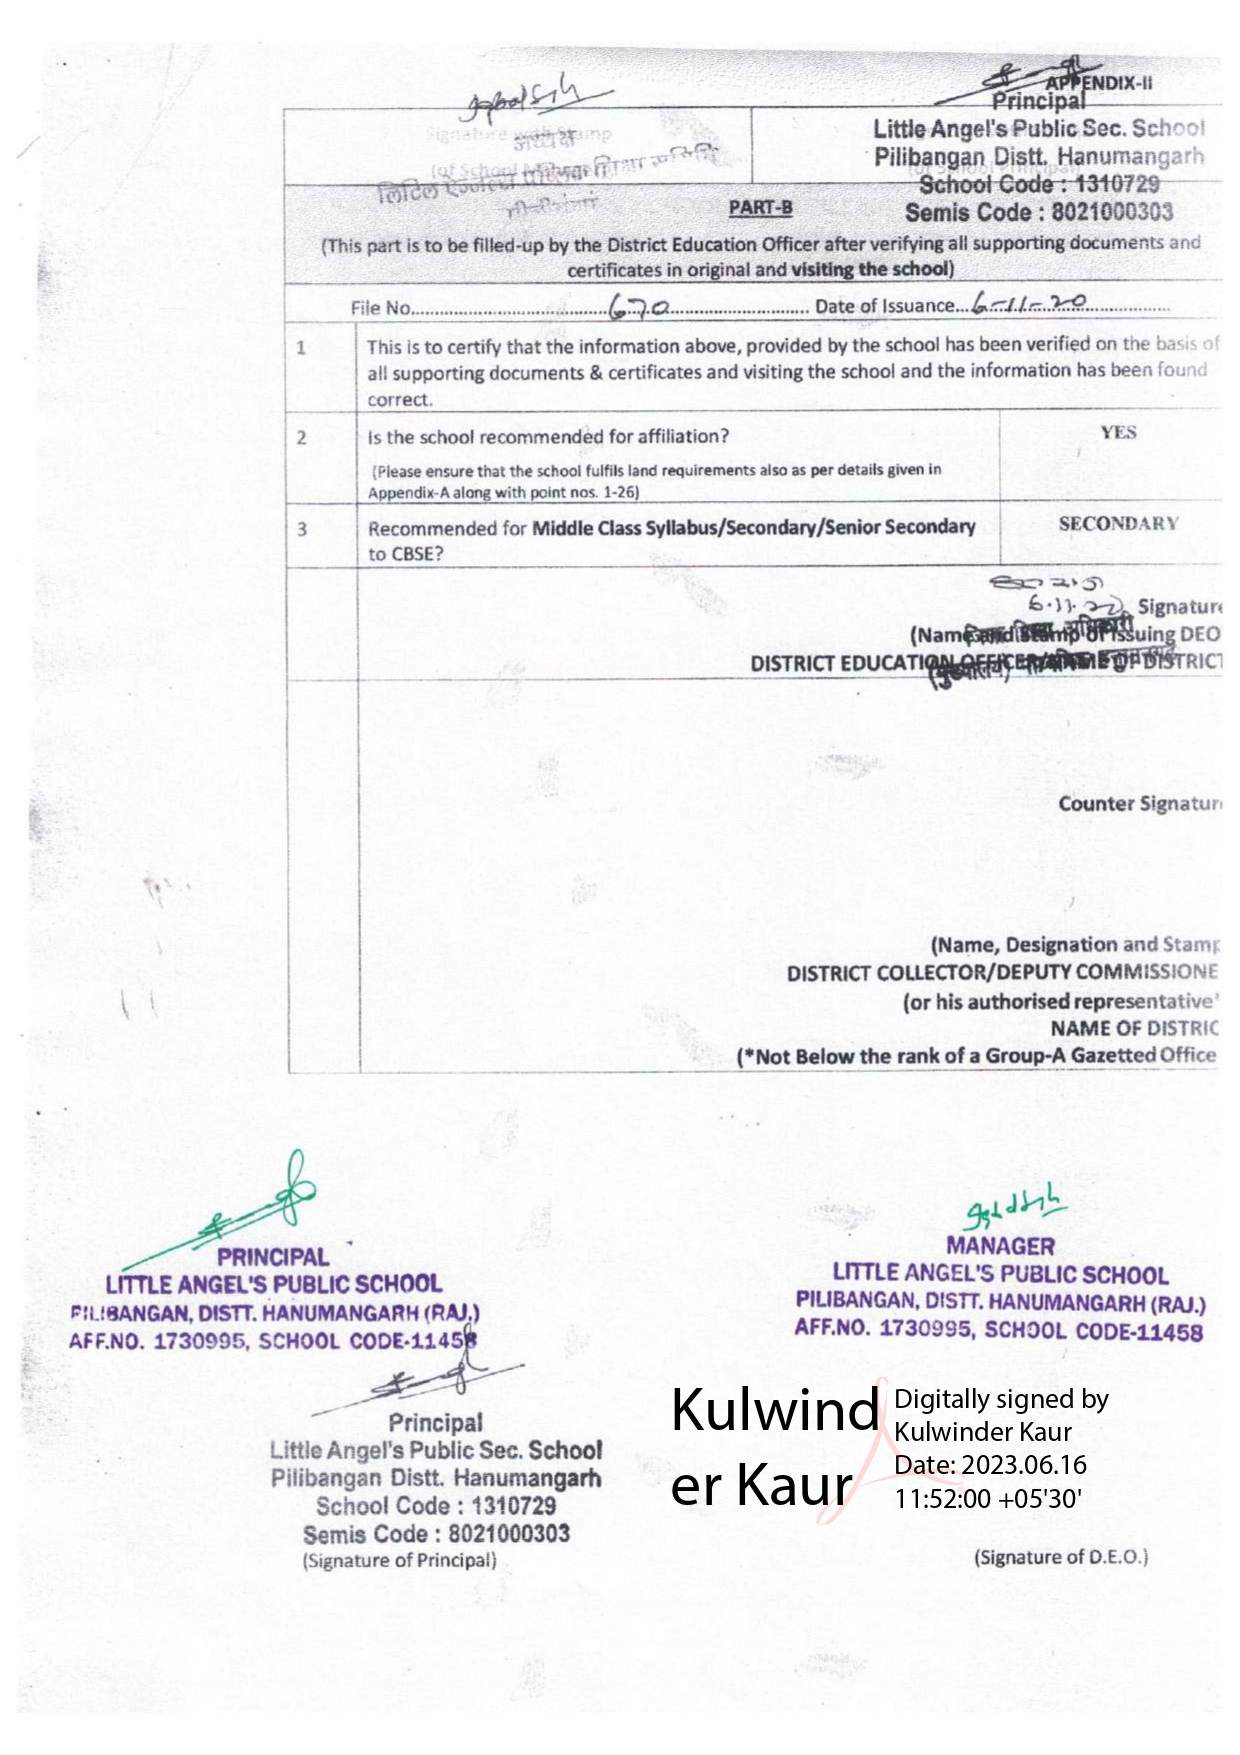 APPENDIX-II
Principal
Little Angel's Public Sec. School
Pilibangan Distt. Hanumangarh
School Code : 1310729
Semis Code : 8021000303
Signature with Stamp
अध्यक्ष
लिटिल ऐंजल्स पब्लिक शिक्षा समिति
पीलीबंगा
PART-B
(This part is to be filled-up by the District Education Officer after verifying all supporting documents and
certificates in original and visiting the school)
File No. 670 Date of Issuance 6-11-20
1 This is to certify that the information above, provided by the school has been verified on the basis of
all supporting documents & certificates and visiting the school and the information has been found
correct.
2 Is the school recommended for affiliation? YES
(Please ensure that the school fulfils land requirements also as per details given in
Appendix-A along with point nos. 1-26)
3 Recommended for Middle Class Syllabus/Secondary/Senior Secondary SECONDARY
to CBSE?
6.11.20 Signature
(Name and Stamp of Issuing DEO
DISTRICT EDUCATION OFFICER/NAME OF DISTRICT
Counter Signatur
(Name, Designation and Stamp
DISTRICT COLLECTOR/DEPUTY COMMISSIONE
(or his authorised representative*
NAME OF DISTRIC
(*Not Below the rank of a Group-A Gazetted Office
PRINCIPAL
LITTLE ANGEL'S PUBLIC SCHOOL
PILIBANGAN, DISTT. HANUMANGARH (RAJ.)
AFF.NO. 1730995, SCHOOL CODE-11458
MANAGER
LITTLE ANGEL'S PUBLIC SCHOOL
PILIBANGAN, DISTT. HANUMANGARH (RAJ.)
AFF.NO. 1730995, SCHOOL CODE-11458
Principal
Little Angel's Public Sec. School
Pilibangan Distt. Hanumangarh
School Code : 1310729
Semis Code : 8021000303
(Signature of Principal)
Kulwind
er Kaur
Digitally signed by
Kulwinder Kaur
Date: 2023.06.16
11:52:00 +05'30'
(Signature of D.E.O.)